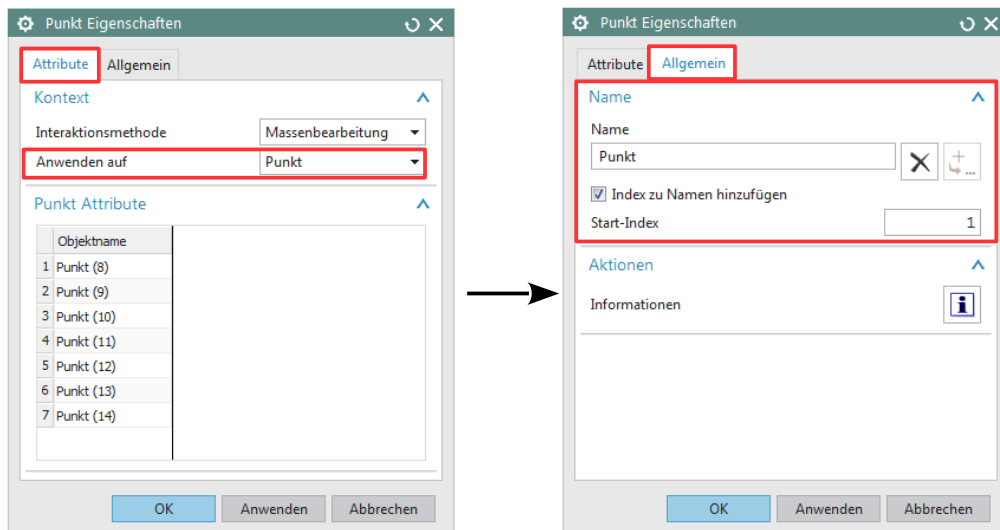 Punkt Eigenschaften
Attribute Allgemein
Kontext
Interaktionsmethode Massenbearbeitung
Anwenden auf Punkt
Punkt Attribute
Objektname
1 Punkt (8)
2 Punkt (9)
3 Punkt (10)
4 Punkt (11)
5 Punkt (12)
6 Punkt (13)
7 Punkt (14)
OK Anwenden Abbrechen
Punkt Eigenschaften
Attribute Allgemein
Name
Name
Punkt
Index zu Namen hinzufügen
Start-Index 1
Aktionen
Informationen
OK Anwenden Abbrechen